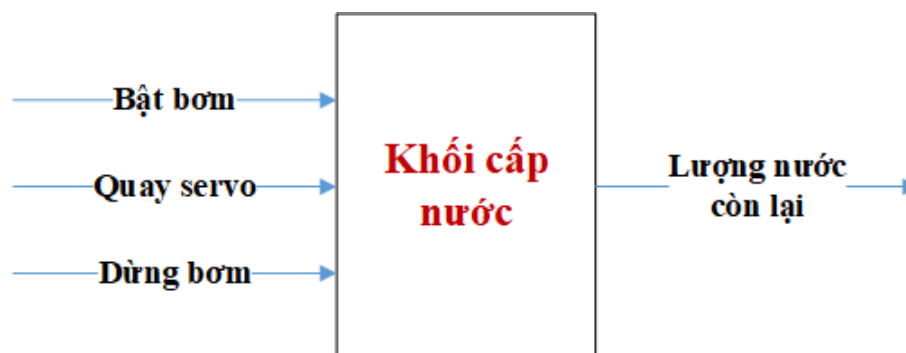 Bật bơm
Quay servo
Dừng bơm
Khối cấp
nước
Lượng nước
còn lại